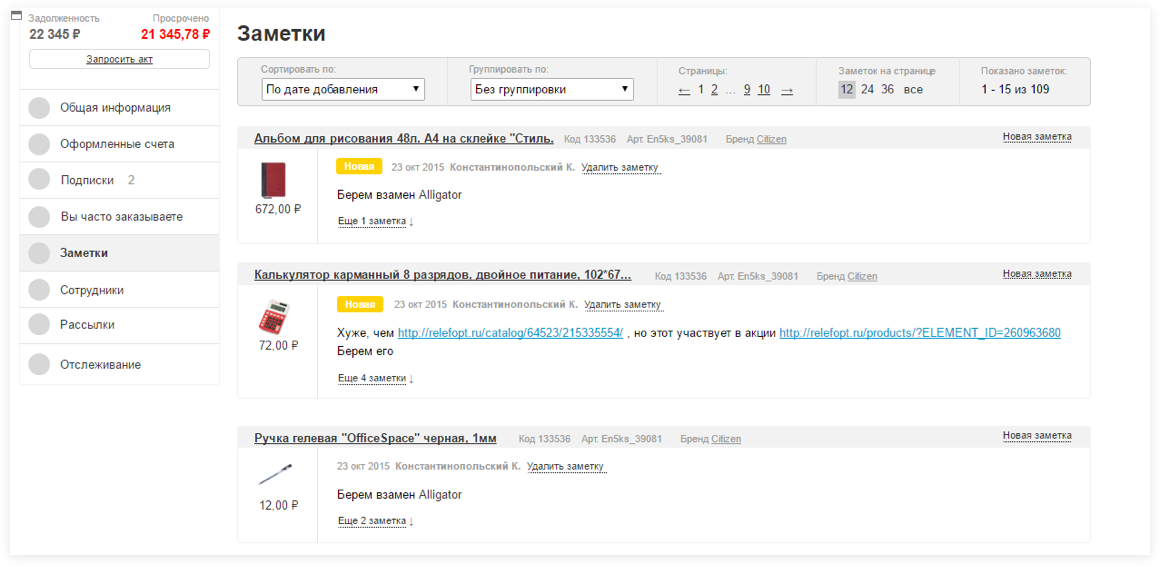 Задолженность Просрочено
22 345 ₽ 21 345,78 ₽
Запросить акт
Общая информация
Оформленные счета
Подписки 2
Вы часто заказываете
Заметки
Сотрудники
Рассылки
Отслеживание
Заметки
Сортировать по: Группировать по: Страницы: Заметок на странице Показано заметок:
По дате добавления ▼ Без группировки ▼ ← 1 2 ... 9 10 → 12 24 36 все 1 - 15 из 109
Альбом для рисования 48л. А4 на склейке "Стиль. Код 133536 Арт. En5ks_39081 Бренд Citizen Новая заметка
Новая 23 окт 2015 Константинопольский К. Удалить заметку
Берем взамен Alligator
672,00 ₽
Еще 1 заметка ↓
Калькулятор карманный 8 разрядов, двойное питание, 102*67... Код 133536 Арт. En5ks_39081 Бренд Citizen Новая заметка
Новая 23 окт 2015 Константинопольский К. Удалить заметку
Хуже, чем http://relefopt.ru/catalog/64523/215335554/ , но этот участвует в акции http://relefopt.ru/products/?ELEMENT_ID=260963680
72,00 ₽ Берем его
Еще 4 заметки ↓
Ручка гелевая "OfficeSpace" черная, 1мм Код 133536 Арт. En5ks_39081 Бренд Citizen Новая заметка
23 окт 2015 Константинопольский К. Удалить заметку
Берем взамен Alligator
12,00 ₽
Еще 2 заметка ↓